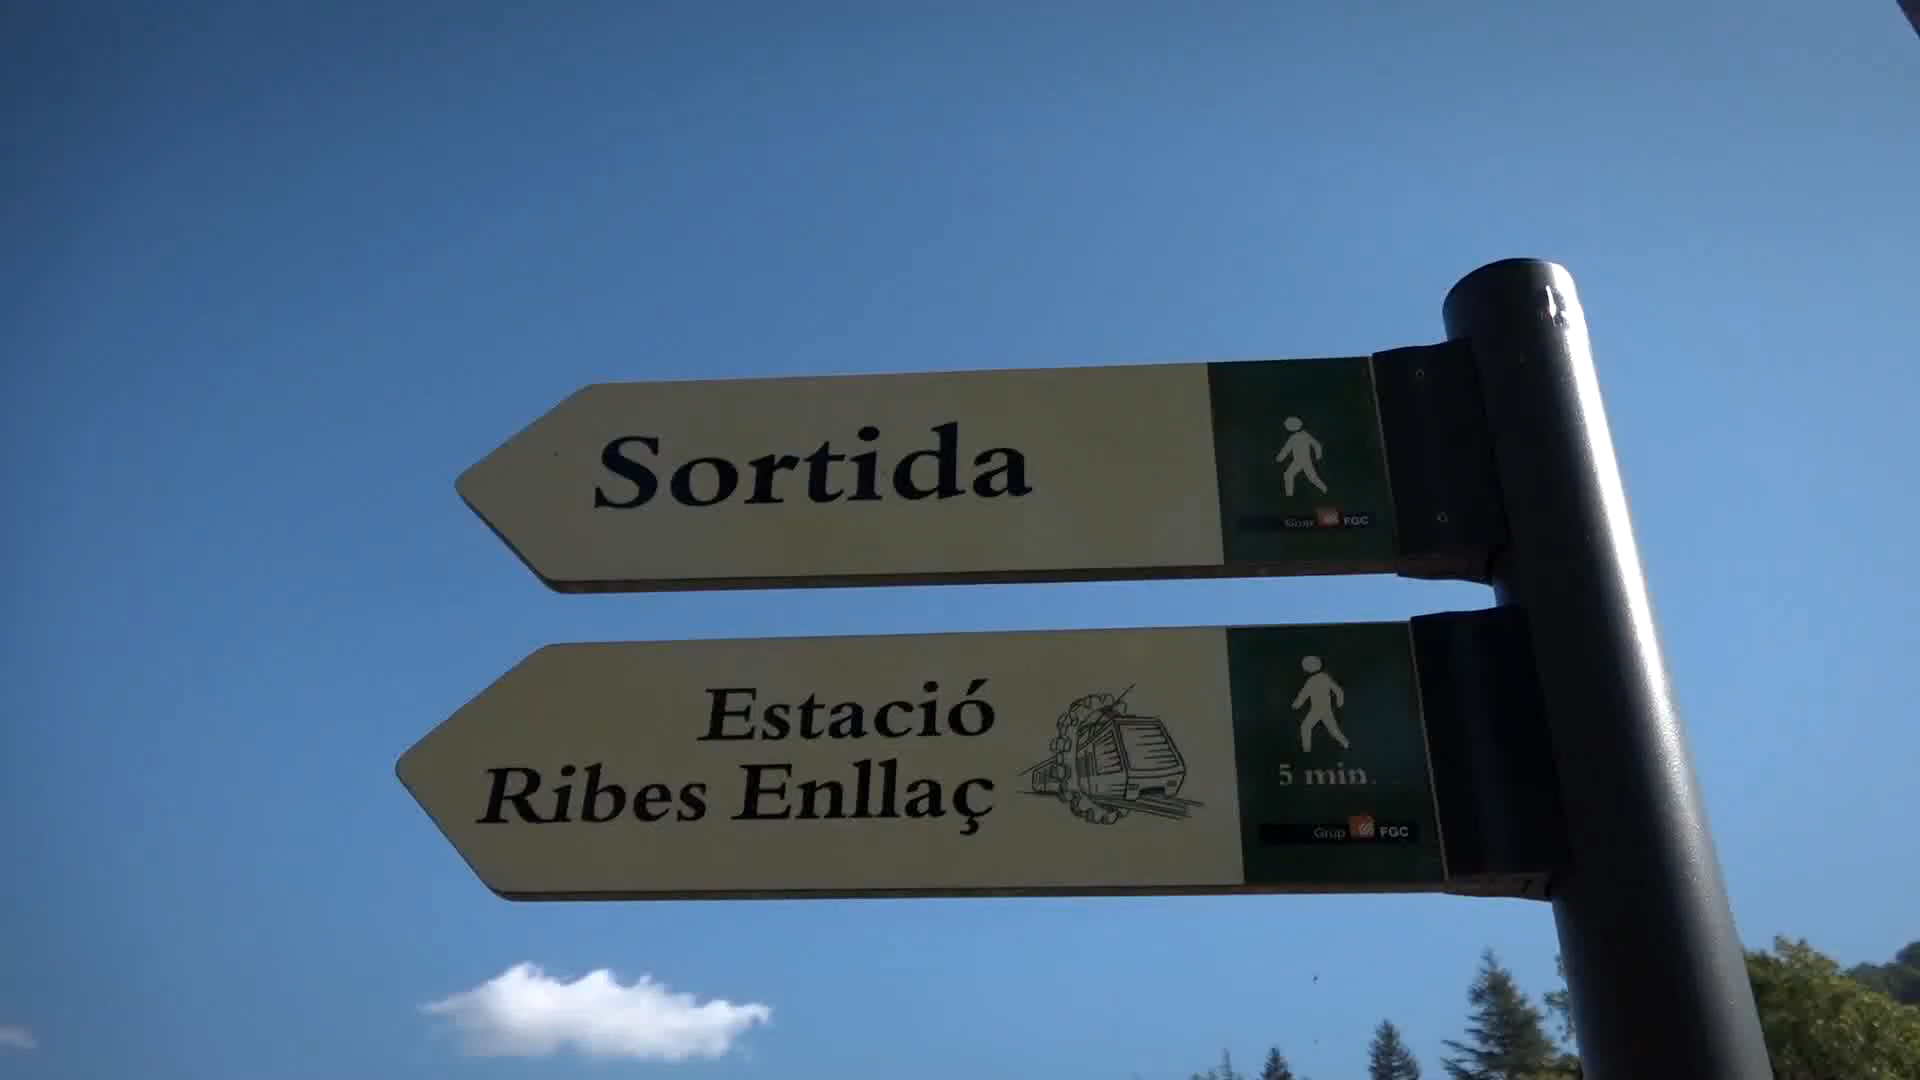 Sortida
Grup FGC
Estació
Ribes Enllaç
5 min.
Grup FGC